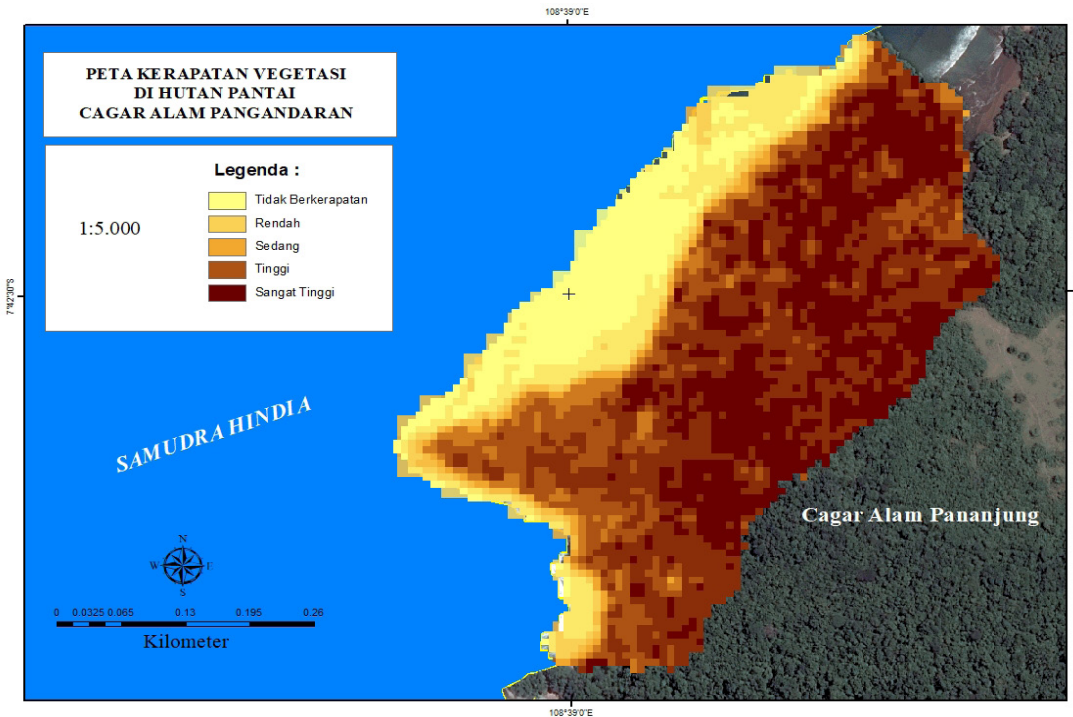 108°39'0"E
PETA KERAPATAN VEGETASI
DI HUTAN PANTAI
CAGAR ALAM PANGANDARAN
Legenda :
1:5.000
Tidak Berkerapatan
Rendah
Sedang
Tinggi
Sangat Tinggi
7°42'30"S
SAMUDRA HINDIA
Cagar Alam Pananjung
N
W E
S
0 0.0325 0.065 0.13 0.195 0.26
Kilometer
108°39'0"E